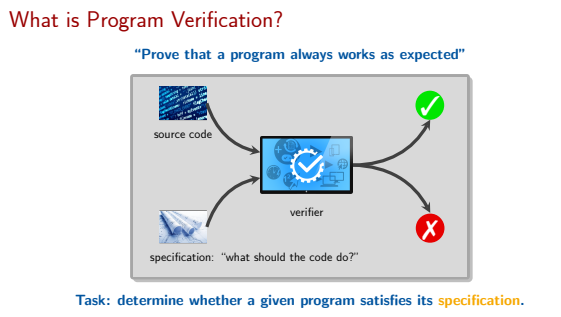 What is Program Verification?
“Prove that a program always works as expected”
source code
verifier
specification: “what should the code do?”
Task: determine whether a given program satisfies its specification.